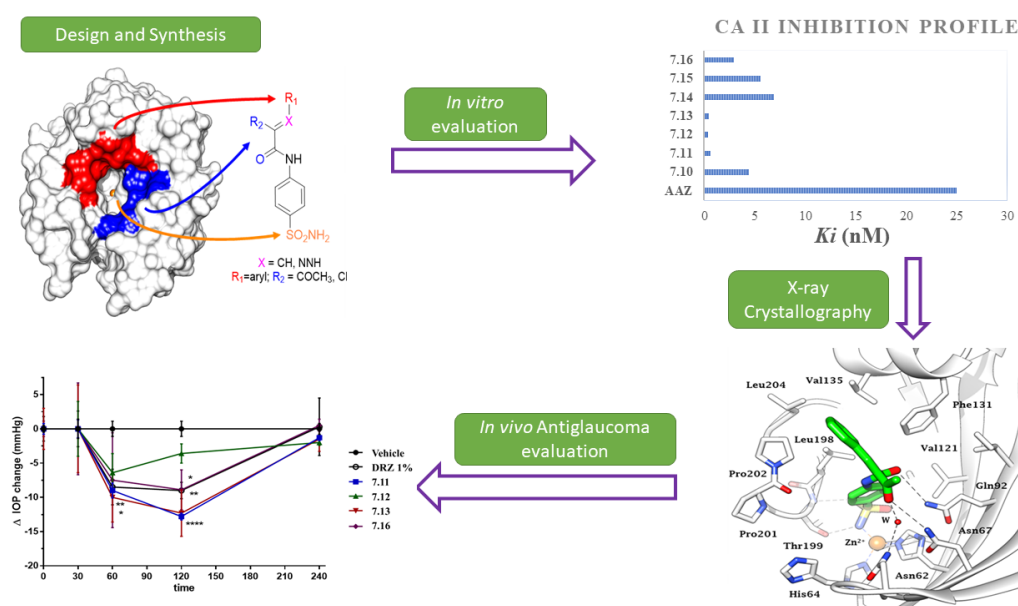 Design and Synthesis
R1
R2
X
O
NH
SO2NH2
X = CH, NNH
R1=aryl; R2 = COCH3, Cl
In vitro
evaluation
CA II INHIBITION PROFILE
7.16
7.15
7.14
7.13
7.12
7.11
7.10
AAZ
0 5 10 15 20 25 30
Ki (nM)
X-ray
Crystallography
Val135
Leu204
Phe131
Leu198
Val121
Pro202
Gln92
W
Pro201
Asn67
Thr199
Zn2+
Asn62
His64
In vivo Antiglaucoma
evaluation
Δ IOP change (mmHg)
5
0
-5
-10
-15
-20
*
**
**
*
****
0 30 60 120 180 240
time
Vehicle
DRZ 1%
7.11
7.12
7.13
7.16